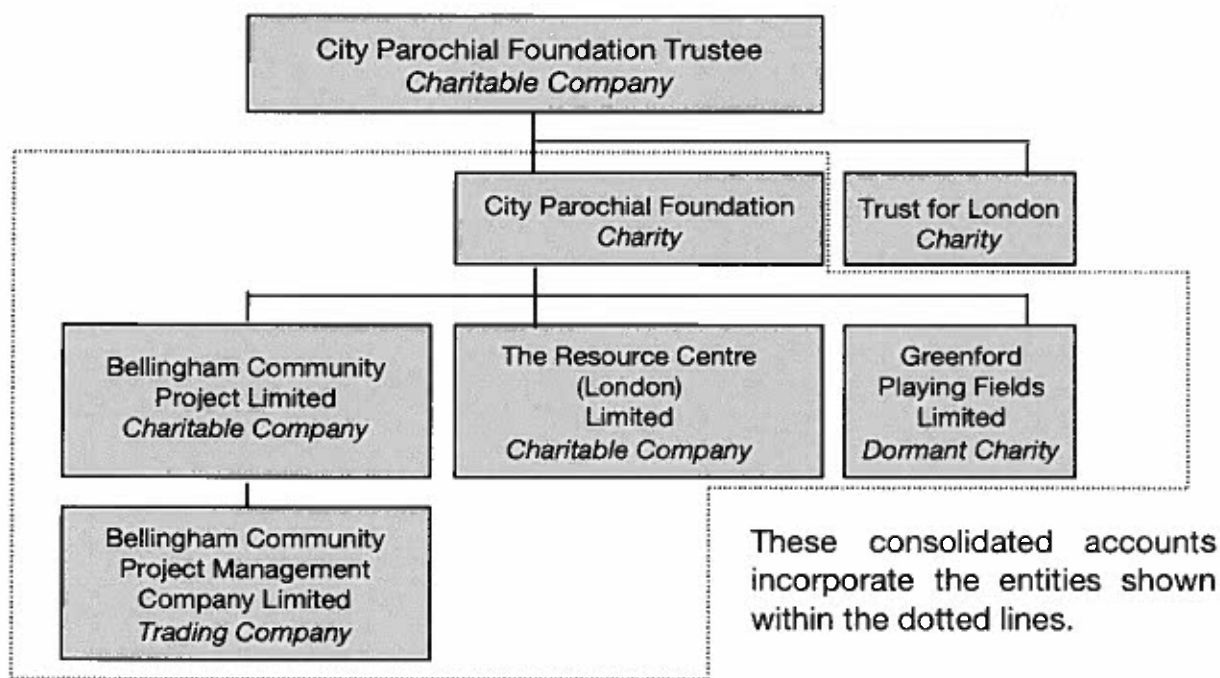 City Parochial Foundation Trustee
Charitable Company
City Parochial Foundation
Charity
Trust for London
Charity
Bellingham Community
Project Limited
Charitable Company
The Resource Centre
(London)
Limited
Charitable Company
Greenford
Playing Fields
Limited
Dormant Charity
Bellingham Community
Project Management
Company Limited
Trading Company
These consolidated accounts
incorporate the entities shown
within the dotted lines.